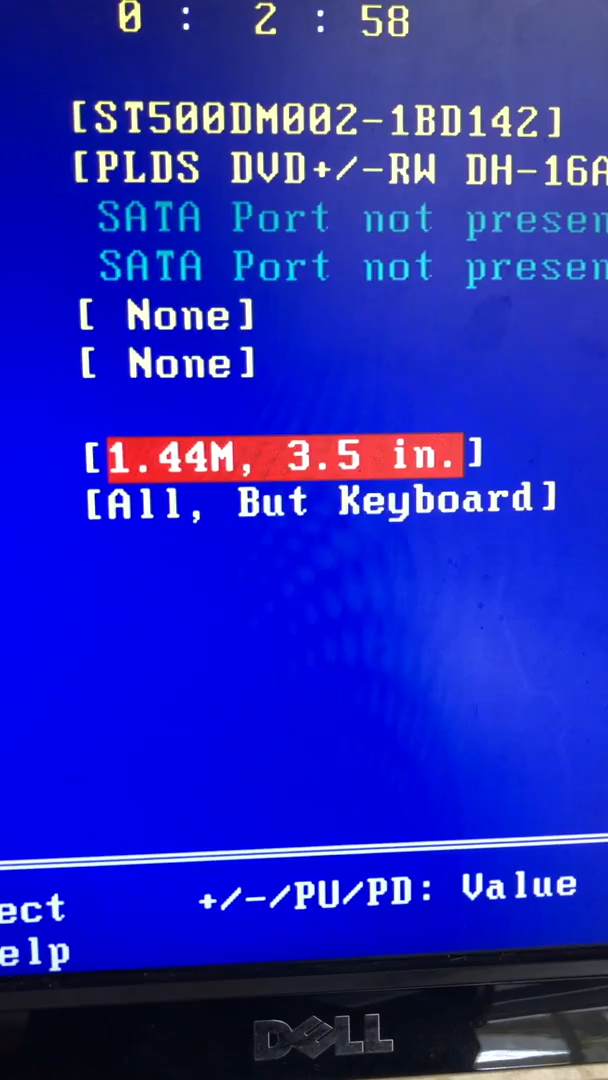 0 : 2 : 58
[ST500DM002-1BD142]
[PLDS DVD+/-RW DH-16A
SATA Port not presen
SATA Port not presen
[ None]
[ None]
[1.44M, 3.5 in.]
[All, But Keyboard]
ect +/-/PU/PD: Value
elp
DELL